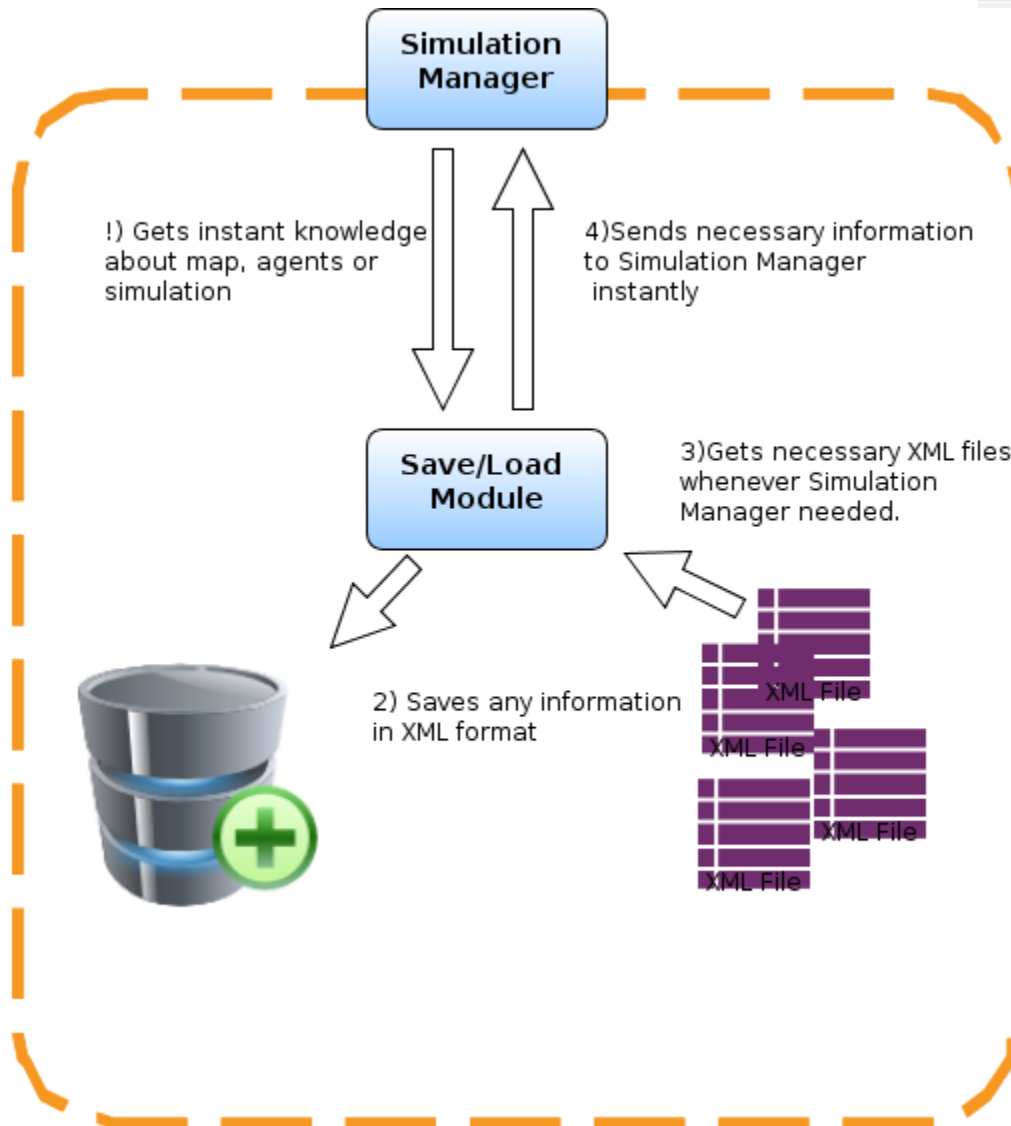 Simulation
Manager
!) Gets instant knowledge
about map, agents or
simulation
4)Sends necessary information
to Simulation Manager
instantly
Save/Load
Module
3)Gets necessary XML files
whenever Simulation
Manager needed.
2) Saves any information
in XML format
XML File
XML File
XML File
XML File